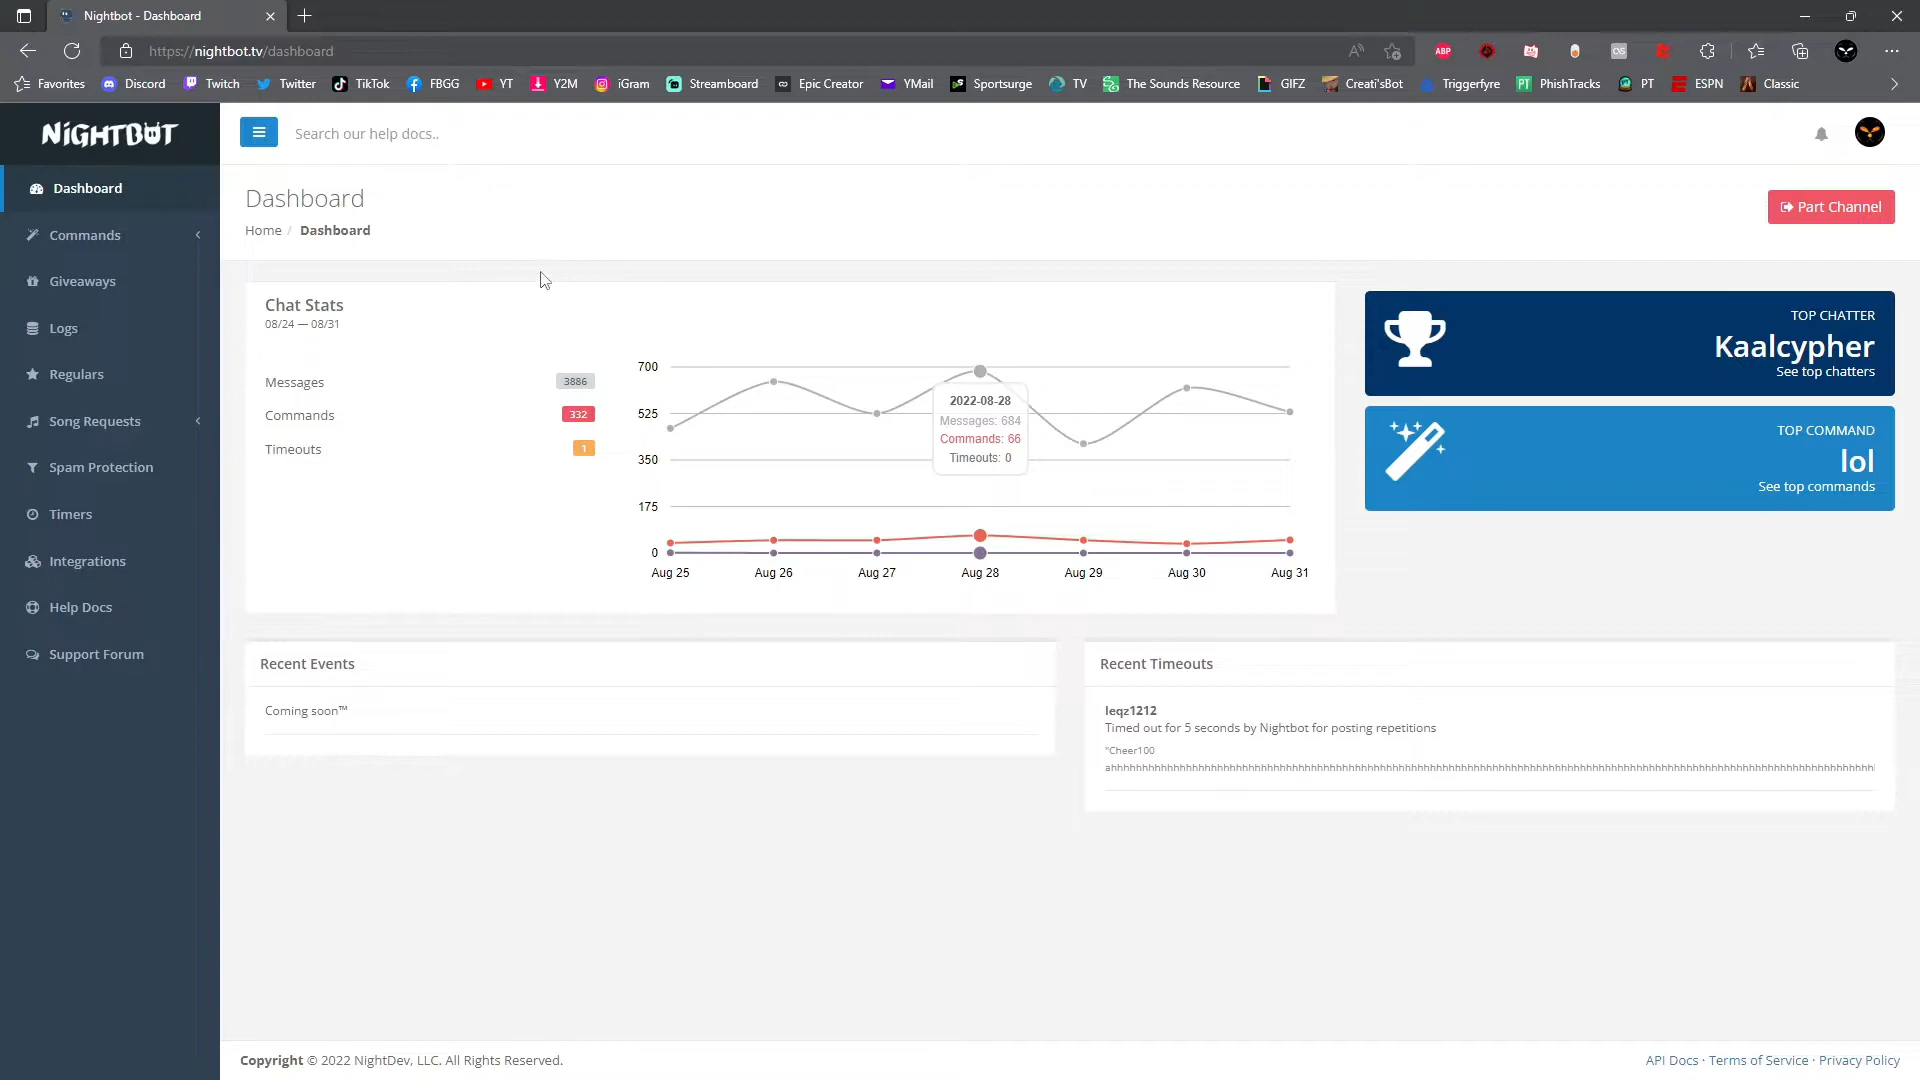 Nightbot - Dashboard
https://nightbot.tv/dashboard
ABP
Favorites Discord Twitch Twitter TikTok FBGG YT Y2M iGram Streamboard Epic Creator YMail Sportsurge TV The Sounds Resource GIFZ Creati'sBot Triggerfyre PT PhishTracks PT ESPN Classic
NiGHTBOT
Search our help docs..
Dashboard
Commands
Giveaways
Logs
Regulars
Song Requests
Spam Protection
Timers
Integrations
Help Docs
Support Forum
Dashboard
Home / Dashboard
Part Channel
Chat Stats
08/24 — 08/31
Messages 3886
Commands 332
Timeouts 1
700
525
350
175
0
Aug 25 Aug 26 Aug 27 Aug 28 Aug 29 Aug 30 Aug 31
2022-08-28
Messages: 684
Commands: 66
Timeouts: 0
TOP CHATTER
Kaalcypher
See top chatters
TOP COMMAND
lol
See top commands
Recent Events
Coming soon™
Recent Timeouts
leqz1212
Timed out for 5 seconds by Nightbot for posting repetitions
"Cheer100
Copyright © 2022 NightDev, LLC. All Rights Reserved.
API Docs · Terms of Service · Privacy Policy